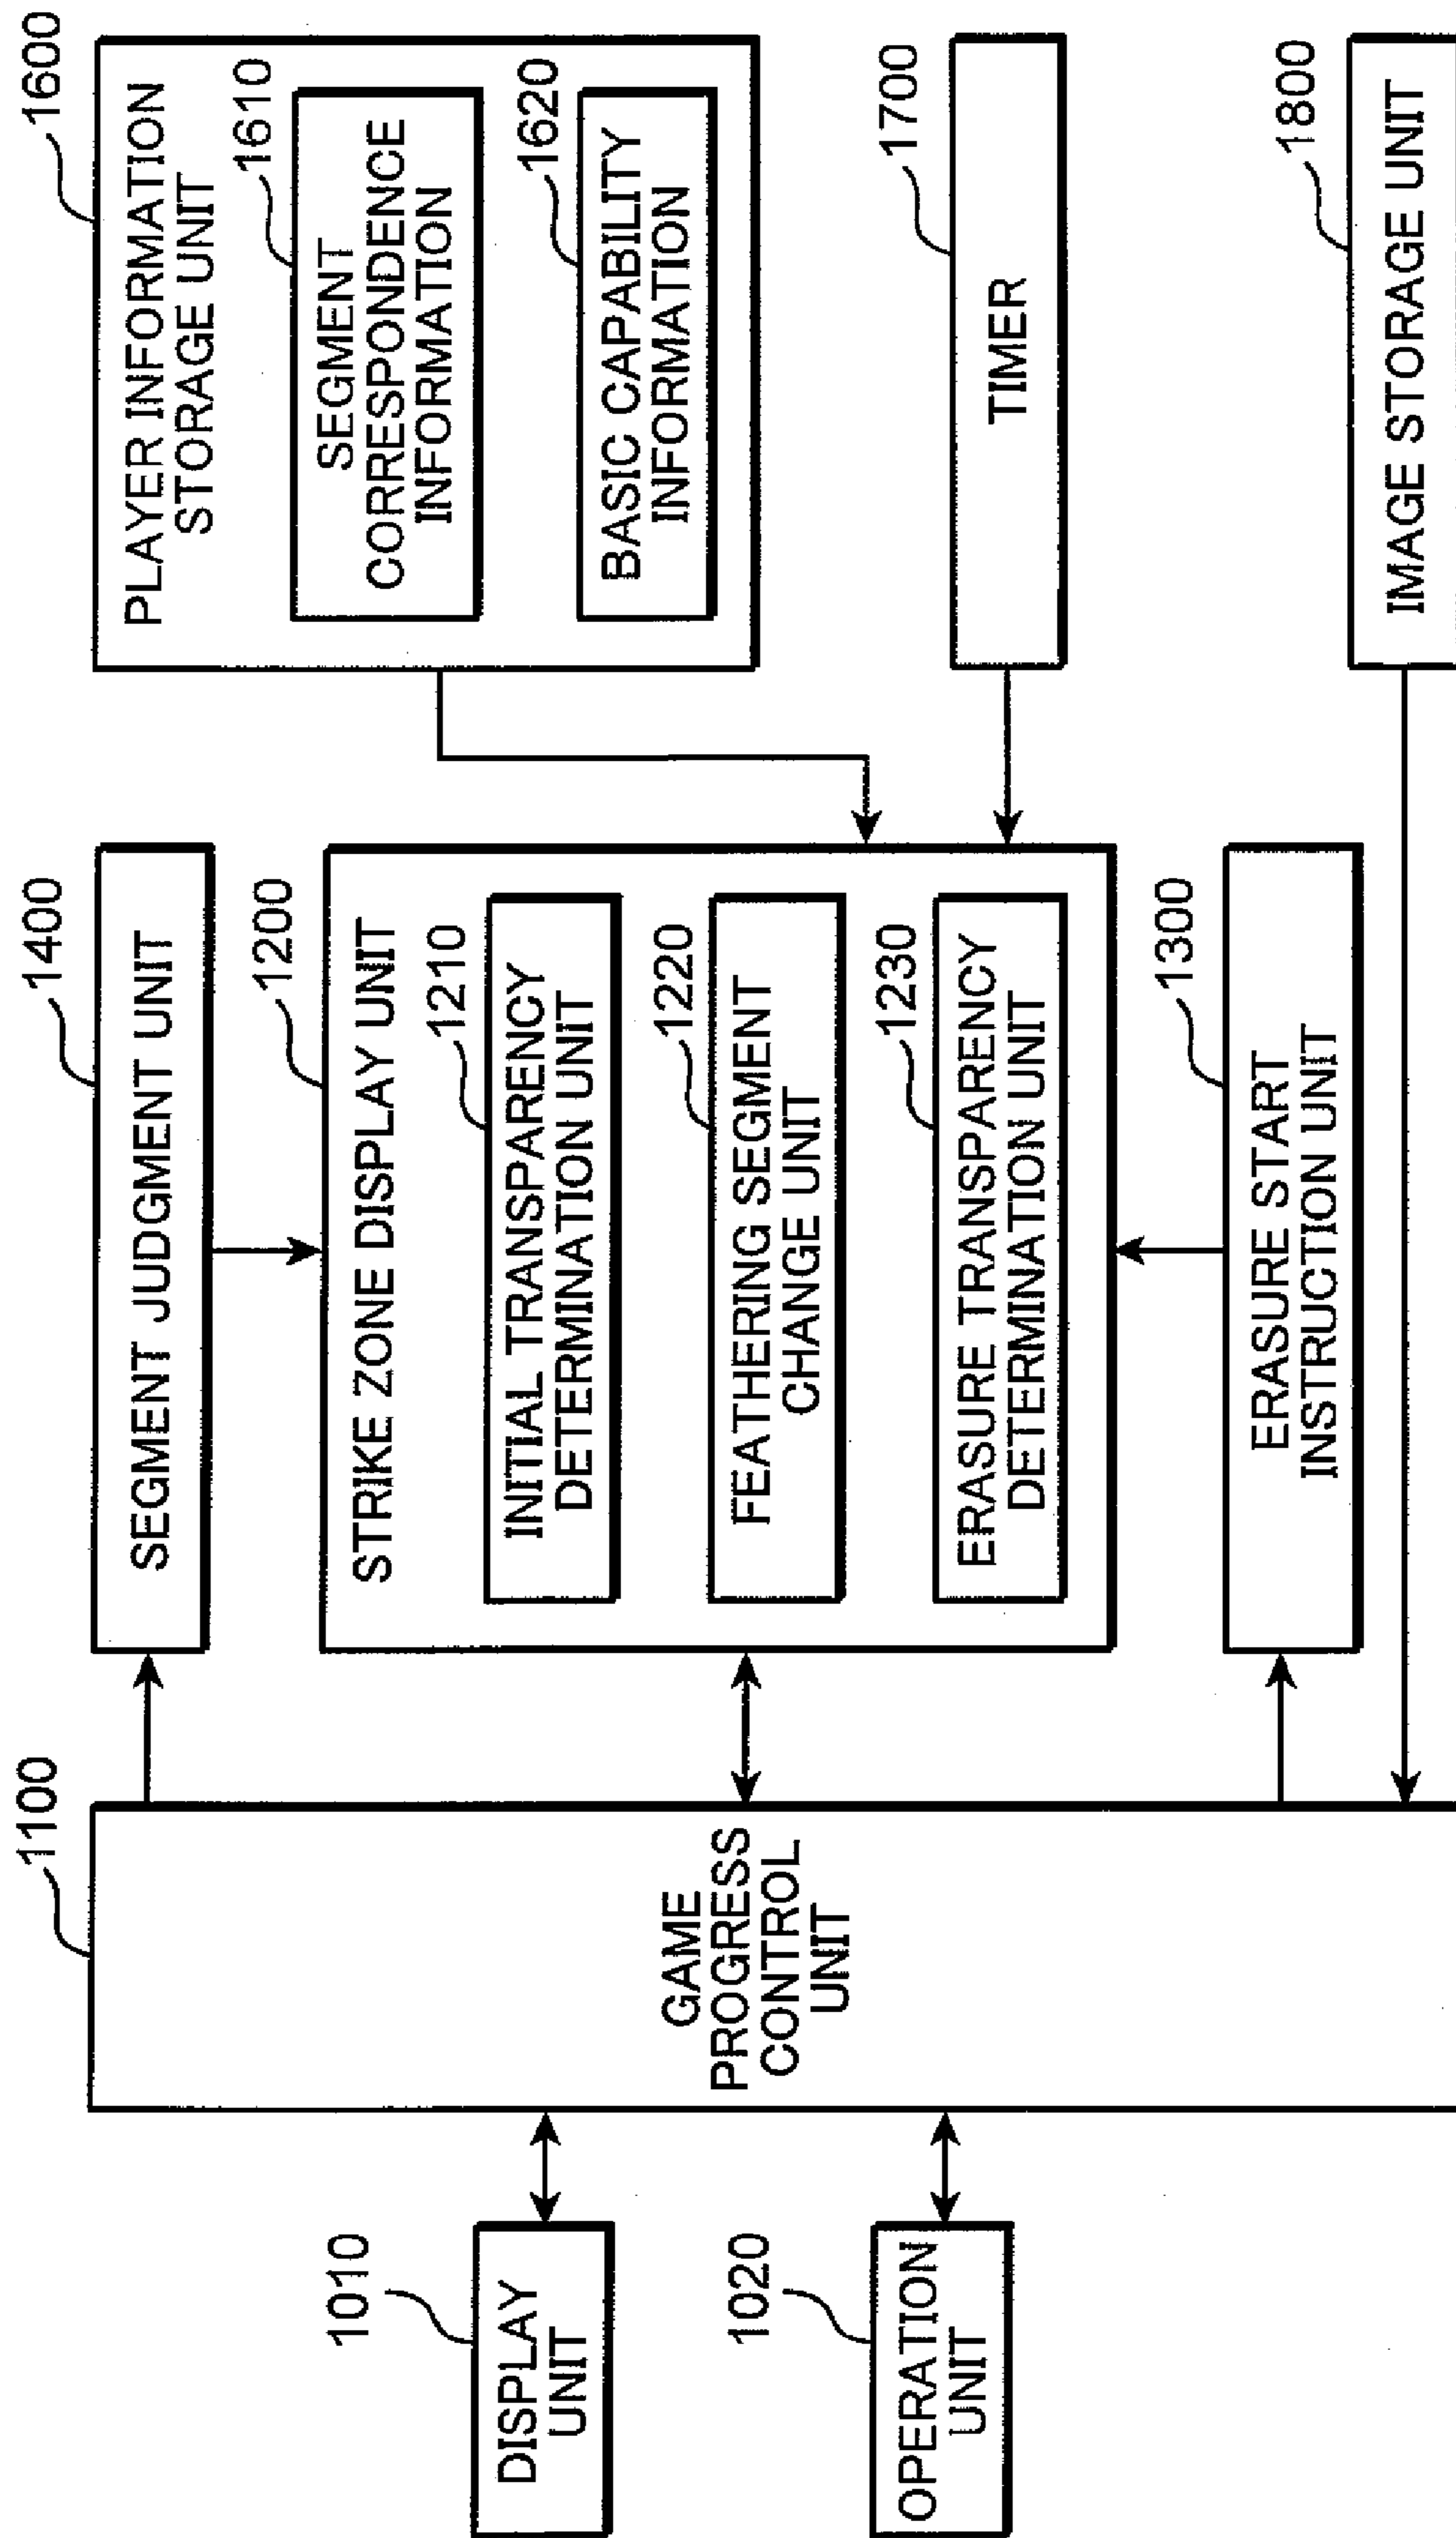 1010
DISPLAY
UNIT
1020
OPERATION
UNIT
1100
GAME
PROGRESS
CONTROL
UNIT
1400
SEGMENT JUDGMENT UNIT
1200
STRIKE ZONE DISPLAY UNIT
1210
INITIAL TRANSPARENCY
DETERMINATION UNIT
1220
FEATHERING SEGMENT
CHANGE UNIT
1230
ERASURE TRANSPARENCY
DETERMINATION UNIT
1300
ERASURE START
INSTRUCTION UNIT
1600
PLAYER INFORMATION
STORAGE UNIT
1610
SEGMENT
CORRESPONDENCE
INFORMATION
1620
BASIC CAPABILITY
INFORMATION
1700
TIMER
1800
IMAGE STORAGE UNIT